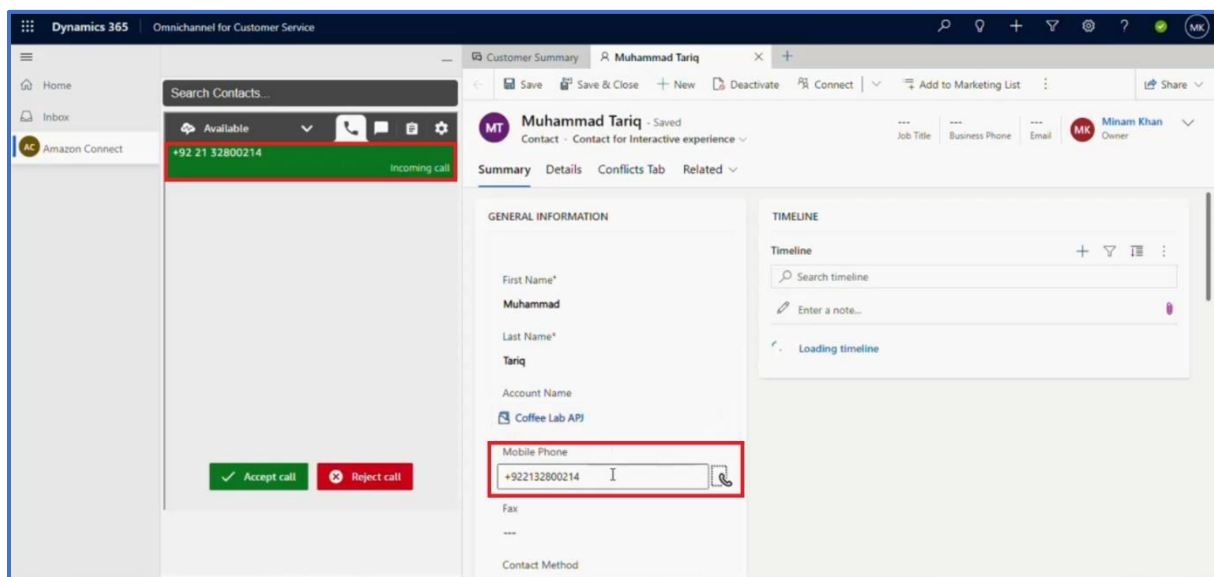 Dynamics 365 Omnichannel for Customer Service
MK
Home
Inbox
AC Amazon Connect
Search Contacts...
Available
+92 21 32800214
Incoming call
Accept call Reject call
Customer Summary Muhammad Tariq
Save Save & Close New Deactivate Connect Add to Marketing List Share
MT Muhammad Tariq - Saved
Contact · Contact for Interactive experience
--- Job Title
--- Business Phone
--- Email
MK Minam Khan
Owner
Summary Details Conflicts Tab Related
GENERAL INFORMATION
First Name*
Muhammad
Last Name*
Tariq
Account Name
Coffee Lab APJ
Mobile Phone
+922132800214
Fax
---
Contact Method
TIMELINE
Timeline
Search timeline
Enter a note...
Loading timeline